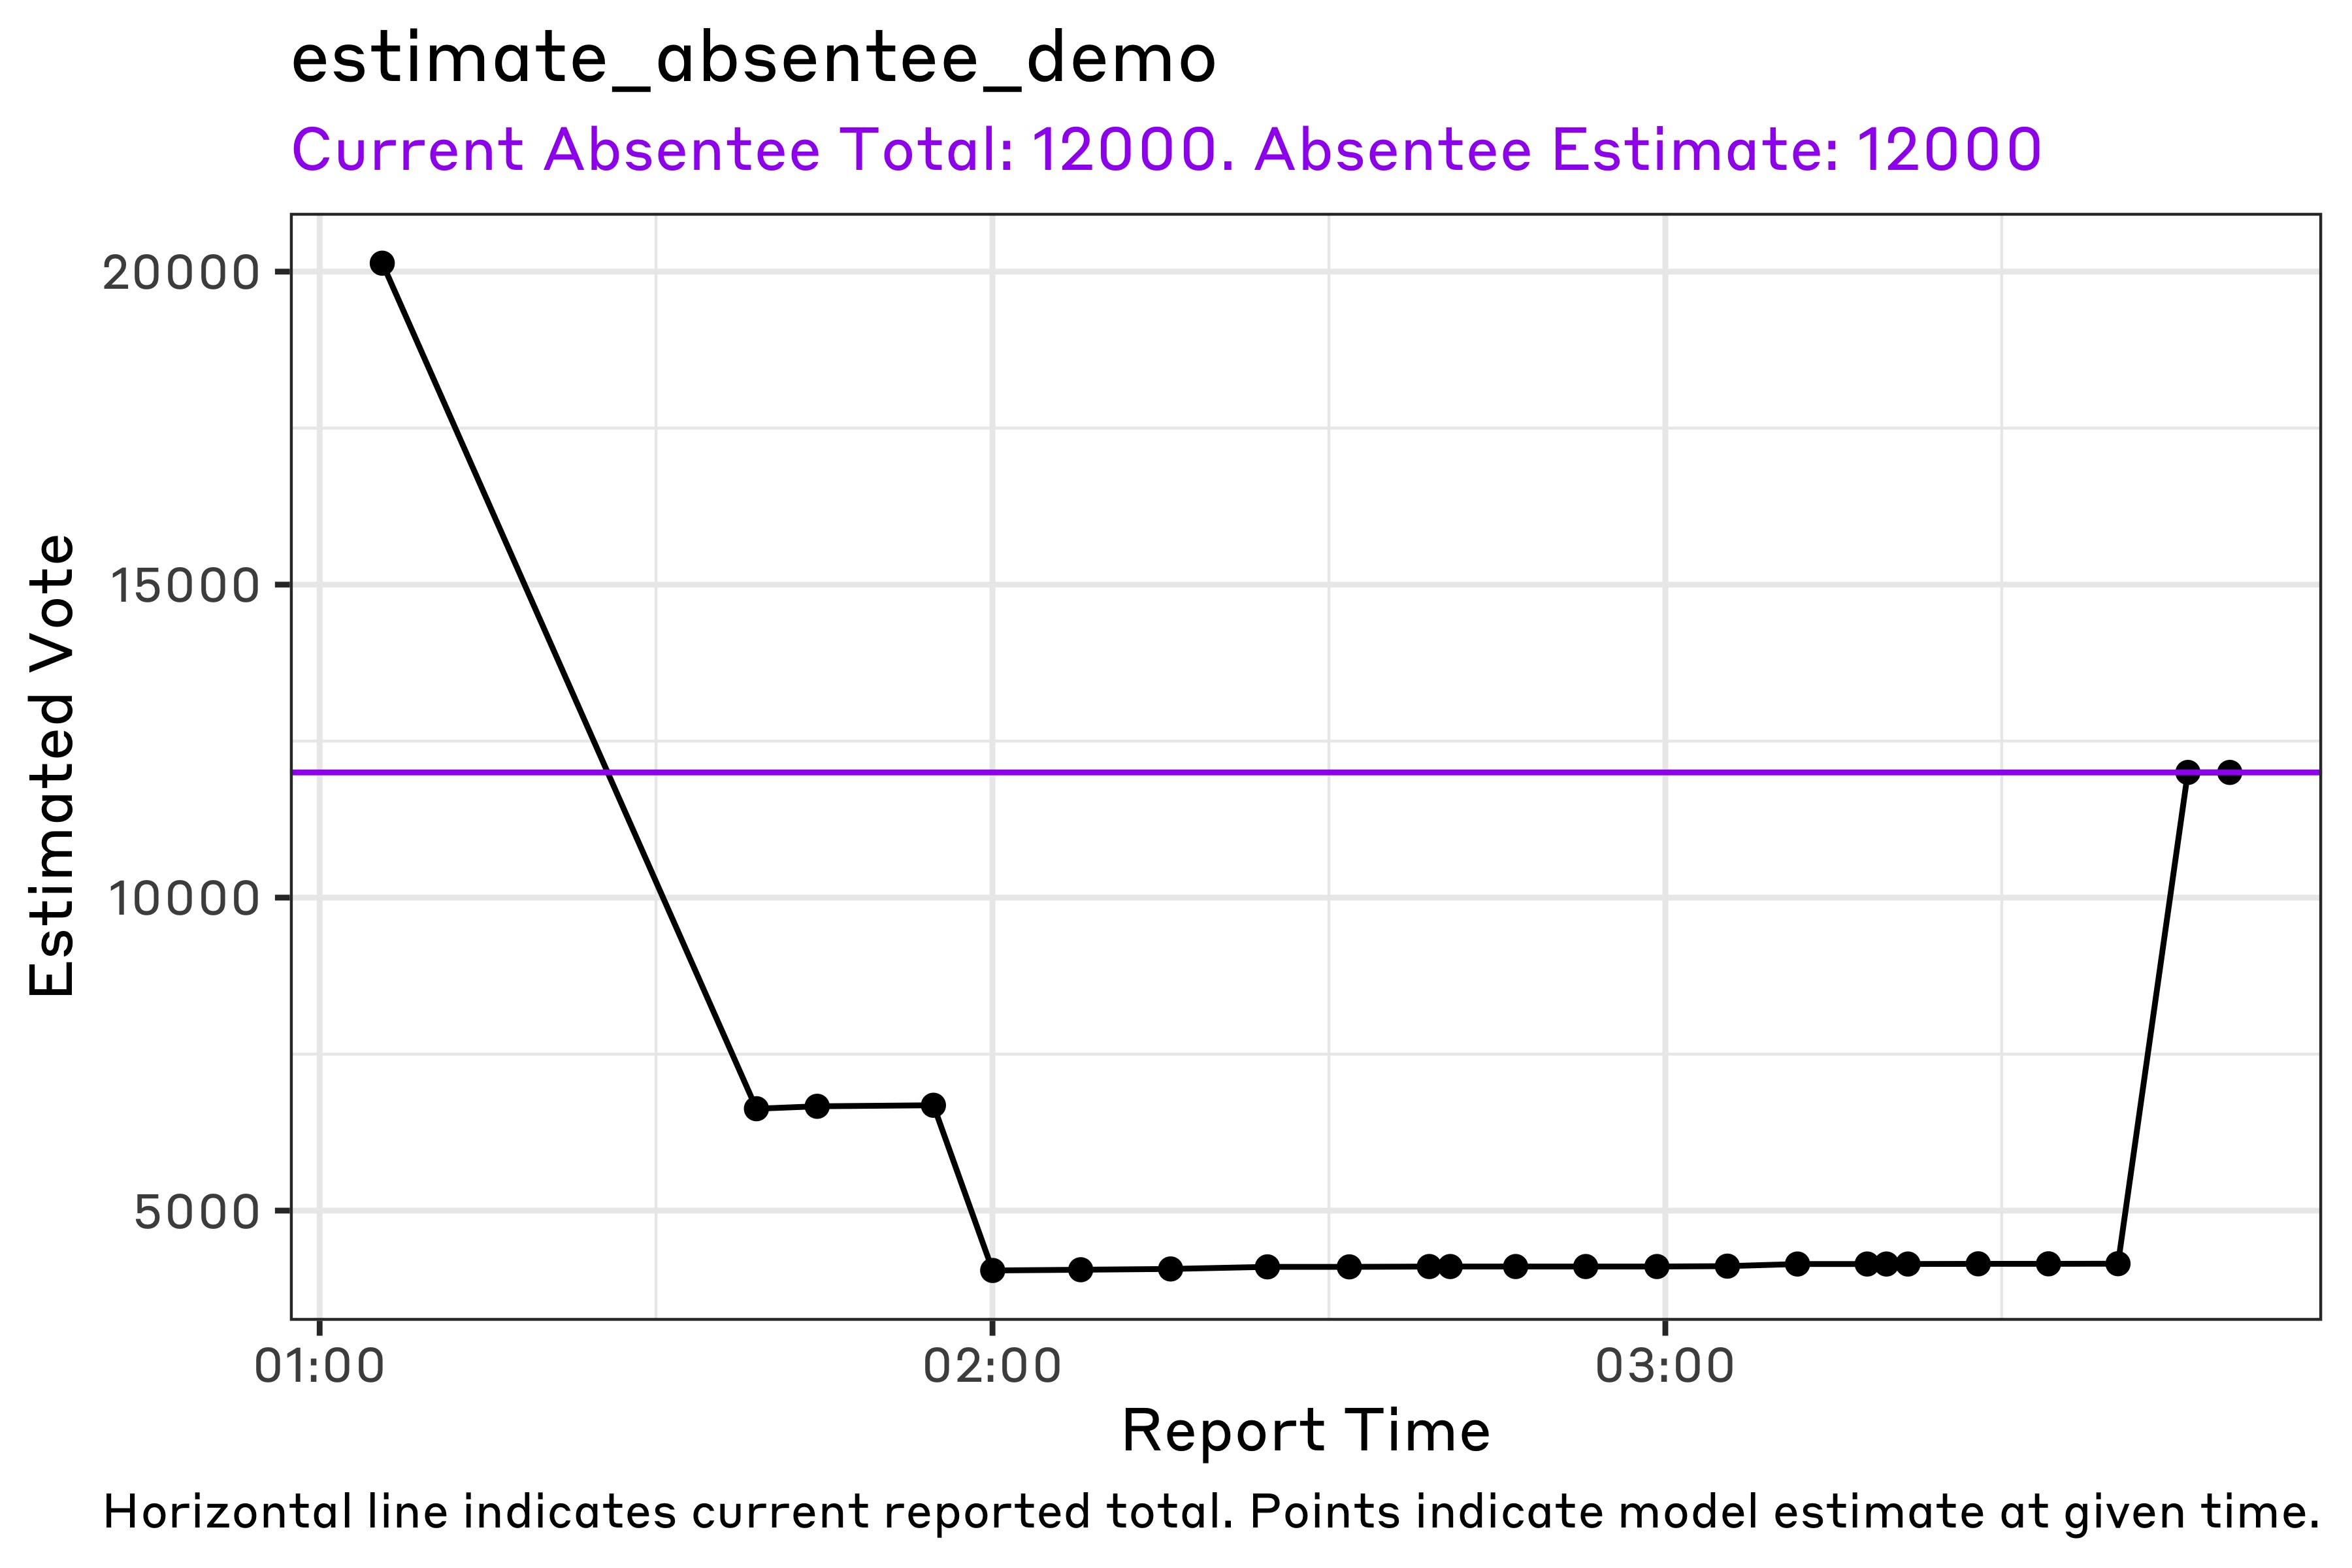 estimate_absentee_demo
Current Absentee Total: 12000. Absentee Estimate: 12000
Estimated Vote
20000
15000
10000
5000
01:00 02:00 03:00
Report Time
Horizontal line indicates current reported total. Points indicate model estimate at given time.